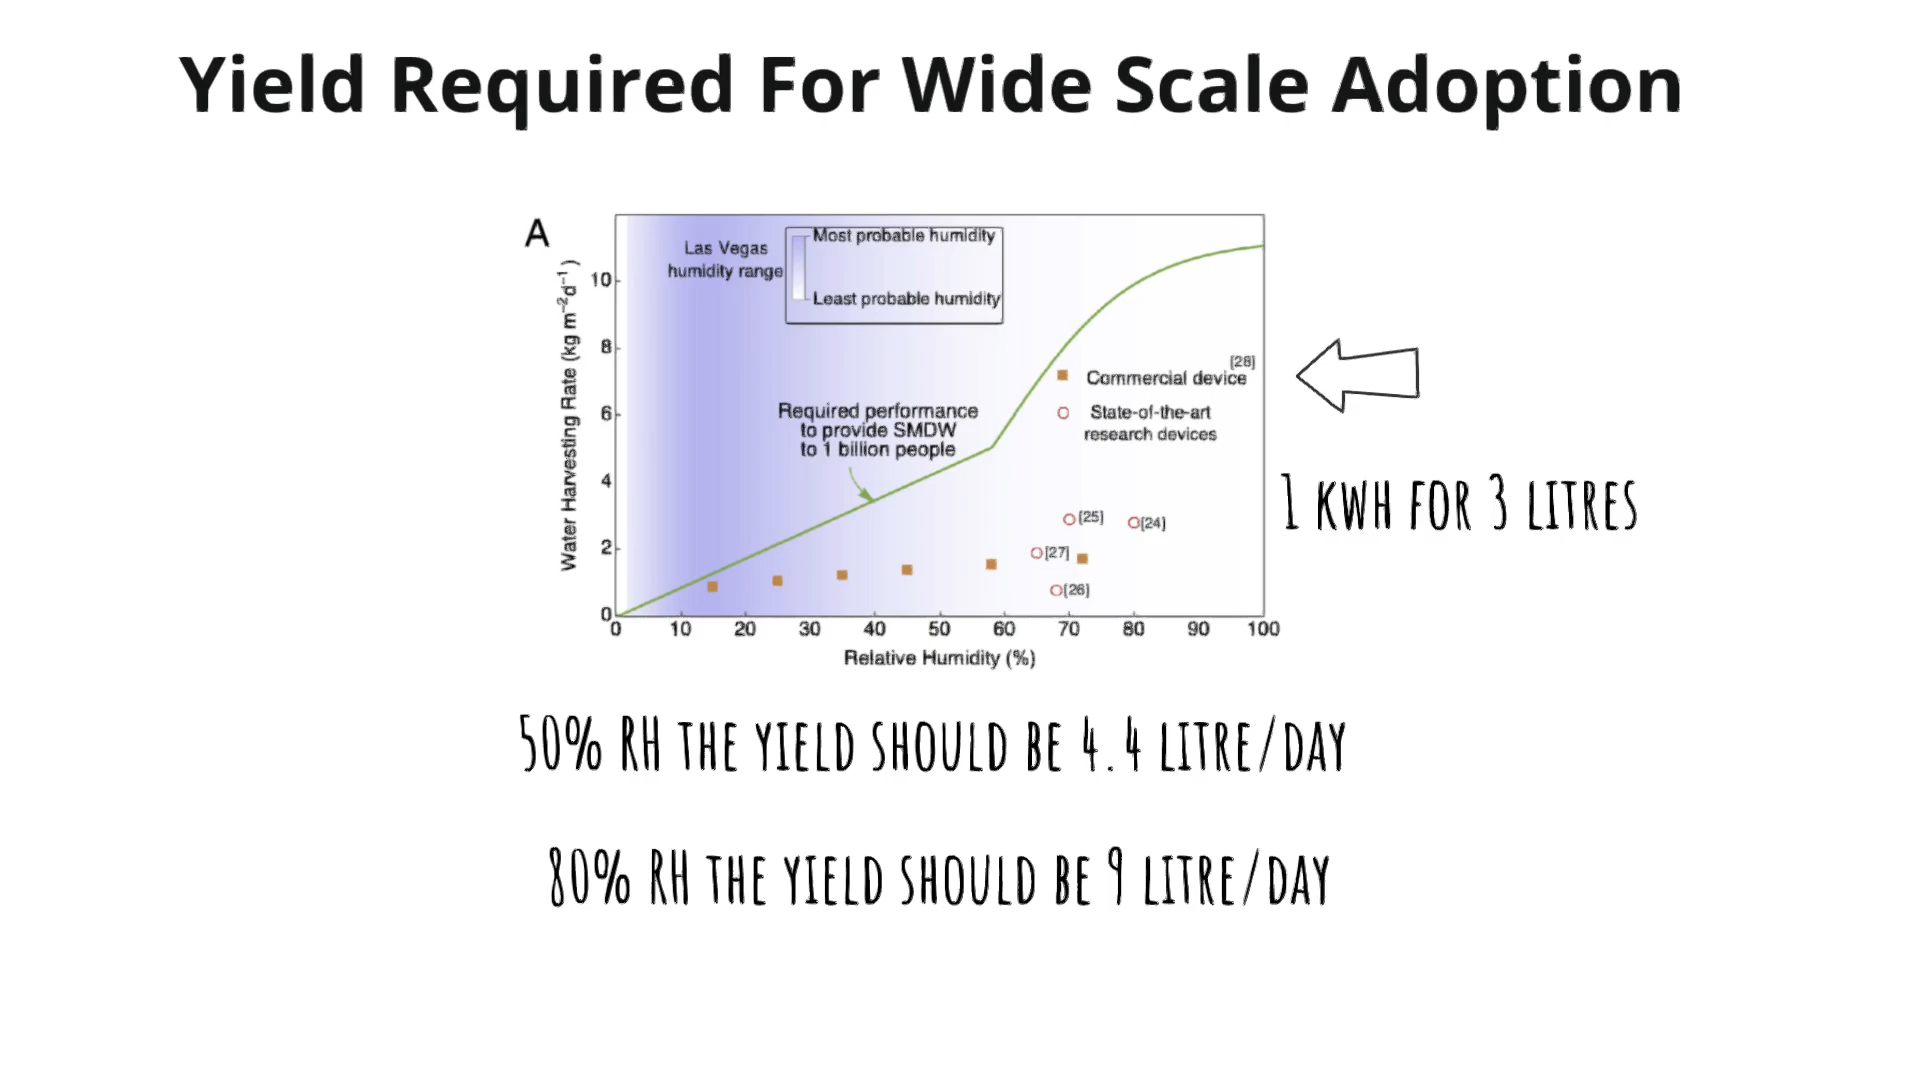 Yield Required For Wide Scale Adoption
A
Las Vegas
humidity range
Most probable humidity
Least probable humidity
Water Harvesting Rate (kg m⁻²d⁻¹)
10
8
6
4
2
0
Required performance
to provide SMDW
to 1 billion people
Commercial device [28]
State-of-the-art
research devices
[25]
[24]
[27]
[26]
0 10 20 30 40 50 60 70 80 90 100
Relative Humidity (%)
1 KWH FOR 3 LITRES
50% RH THE YIELD SHOULD BE 4.4 LITRE/DAY
80% RH THE YIELD SHOULD BE 9 LITRE/DAY